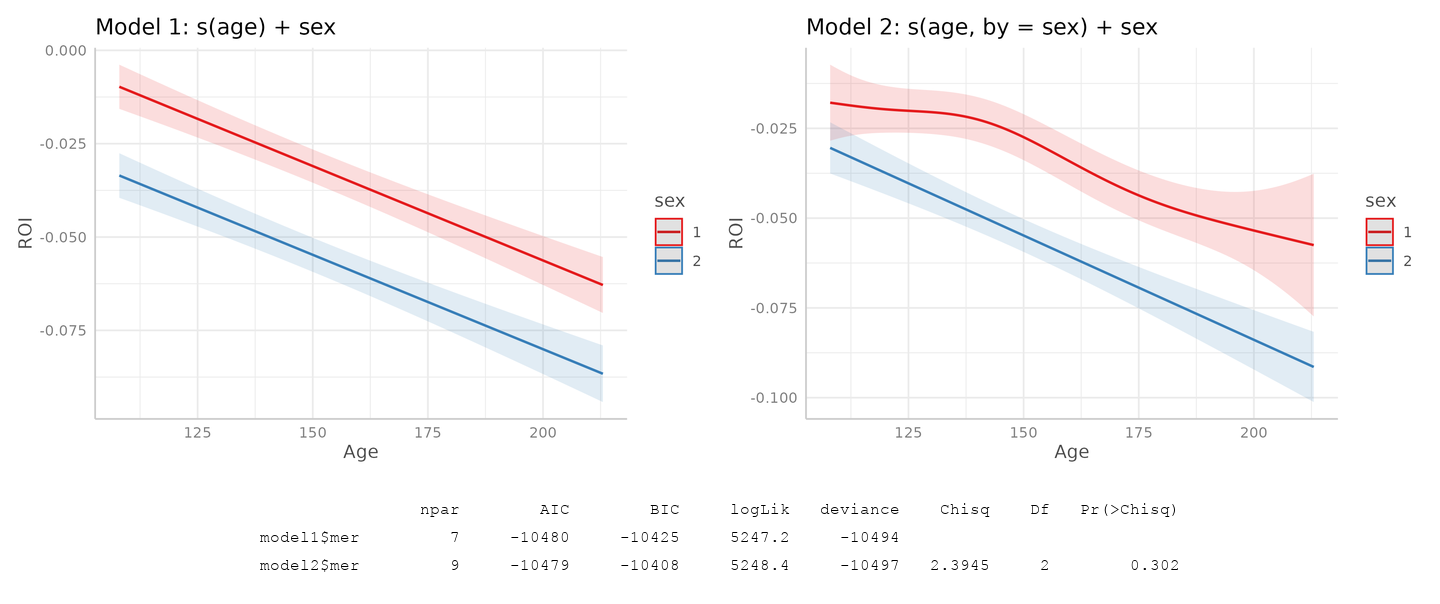 Model 1: s(age) + sex
0.000
-0.025
-0.050
-0.075
ROI
125 150 175 200
Age
sex
1
2
Model 2: s(age, by = sex) + sex
-0.025
-0.050
-0.075
-0.100
ROI
125 150 175 200
Age
sex
1
2
npar AIC BIC logLik deviance Chisq Df Pr(>Chisq)
model1$mer 7 -10480 -10425 5247.2 -10494
model2$mer 9 -10479 -10408 5248.4 -10497 2.3945 2 0.302